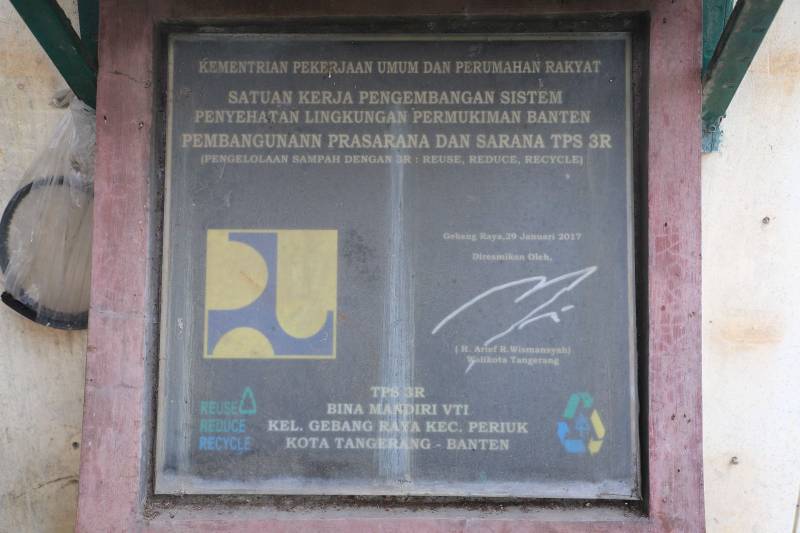 KEMENTRIAN PEKERJAAN UMUM DAN PERUMAHAN RAKYAT
SATUAN KERJA PENGEMBANGAN SISTEM
PENYEHATAN LINGKUNGAN PERMUKIMAN BANTEN
PEMBANGUNANN PRASARANA DAN SARANA TPS 3R
(PENGELOLAAN SAMPAH DENGAN 3R : REUSE, REDUCE, RECYCLE)
Gebang Raya,29 Januari 2017
Diresmikan Oleh,
( H. Arief R.Wismansyah)
Walikota Tangerang
TPS 3R
BINA MANDIRI VTI
KEL. GEBANG RAYA KEC. PERIUK
KOTA TANGERANG - BANTEN
REUSE
REDUCE
RECYCLE